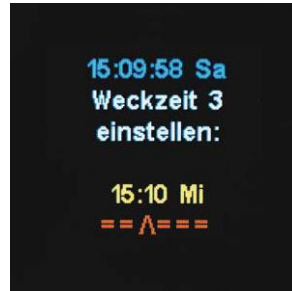 15:09:58 Sa
Weckzeit 3
einstellen:
15:10 Mi
==Λ===